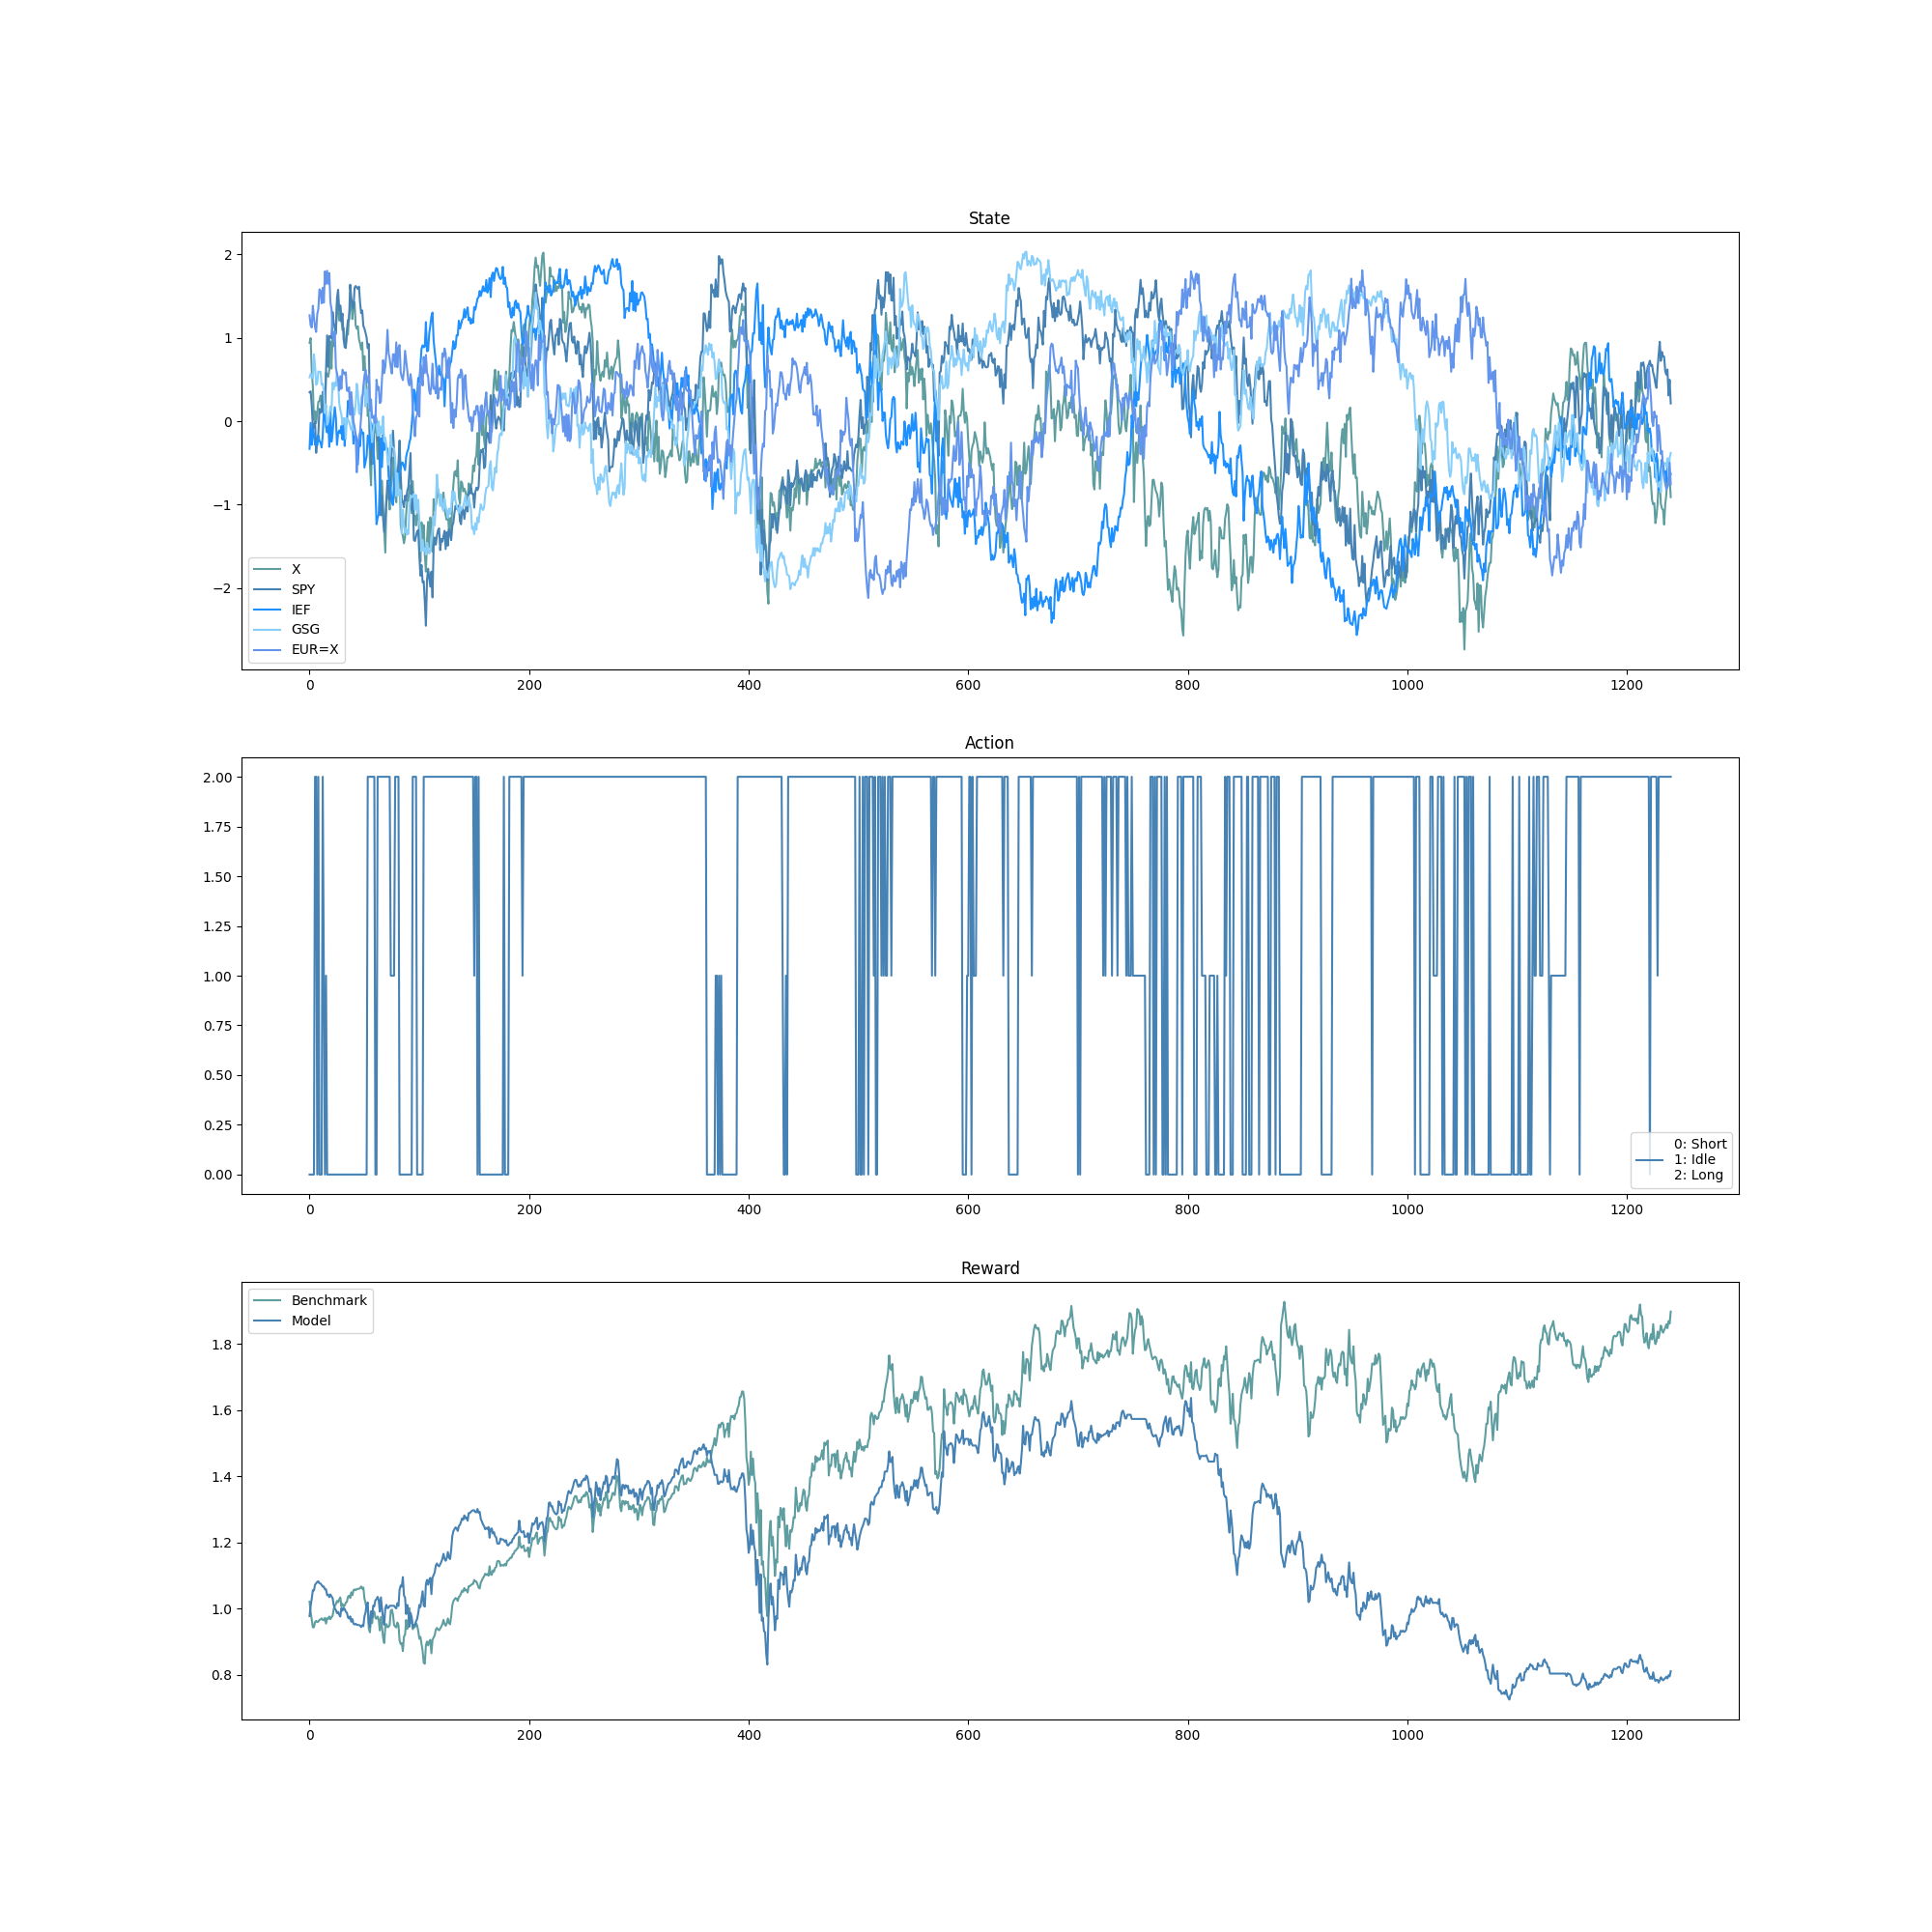 State
2
1
0
−1
−2
X
SPY
IEF
GSG
EUR=X
0 200 400 600 800 1000 1200
Action
2.00
1.75
1.50
1.25
1.00
0.75
0.50
0.25
0.00
0: Short
1: Idle
2: Long
0 200 400 600 800 1000 1200
Reward
Benchmark
Model
1.8
1.6
1.4
1.2
1.0
0.8
0 200 400 600 800 1000 1200